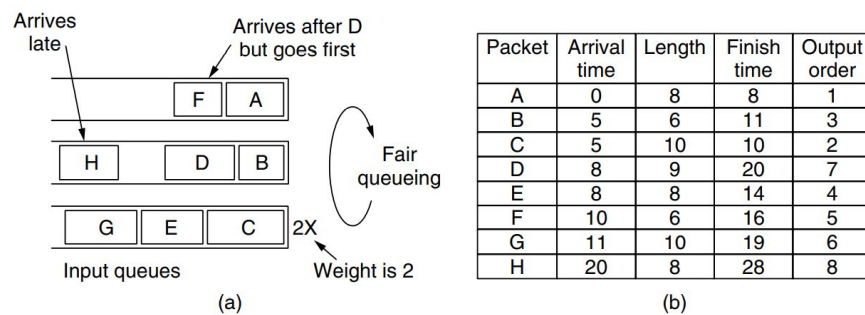 Arrives
late
Arrives after D
but goes first
F A
H D B
G E C 2X
Fair
queueing
Input queues
Weight is 2
(a)
Packet Arrival time Length Finish time Output order
A 0 8 8 1
B 5 6 11 3
C 5 10 10 2
D 8 9 20 7
E 8 8 14 4
F 10 6 16 5
G 11 10 19 6
H 20 8 28 8
(b)